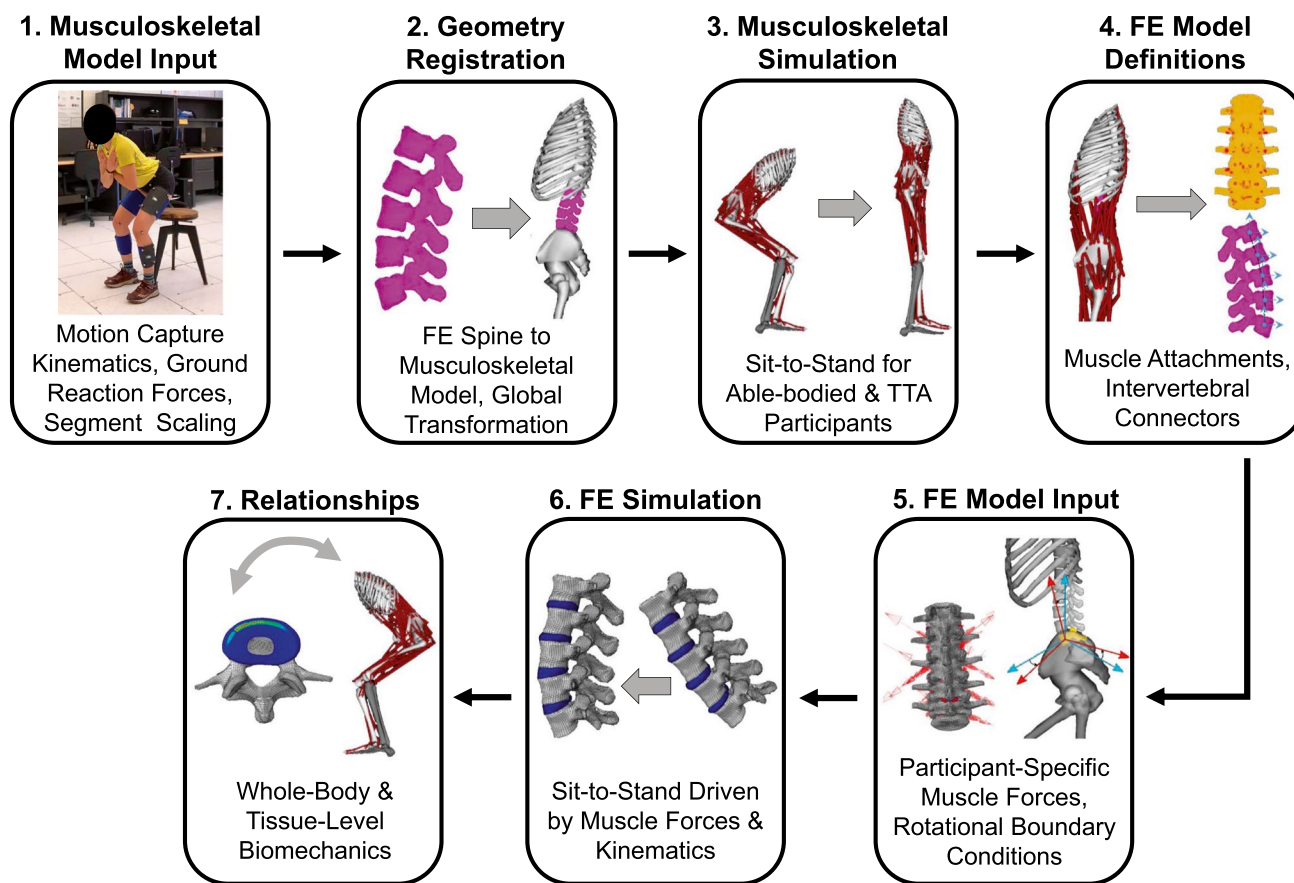 1. Musculoskeletal
Model Input
Motion Capture
Kinematics, Ground
Reaction Forces,
Segment Scaling
2. Geometry
Registration
FE Spine to
Musculoskeletal
Model, Global
Transformation
3. Musculoskeletal
Simulation
Sit-to-Stand for
Able-bodied & TTA
Participants
4. FE Model
Definitions
Muscle Attachments,
Intervertebral
Connectors
5. FE Model Input
Participant-Specific
Muscle Forces,
Rotational Boundary
Conditions
6. FE Simulation
Sit-to-Stand Driven
by Muscle Forces &
Kinematics
7. Relationships
Whole-Body &
Tissue-Level
Biomechanics